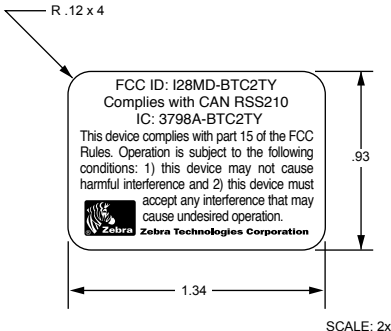 R .12 x 4
FCC ID: I28MD-BTC2TY
Complies with CAN RSS210
IC: 3798A-BTC2TY
This device complies with part 15 of the FCC
Rules. Operation is subject to the following
conditions: 1) this device may not cause
harmful interference and 2) this device must
accept any interference that may
cause undesired operation.
Zebra
Zebra Technologies Corporation
.93
1.34
SCALE: 2x